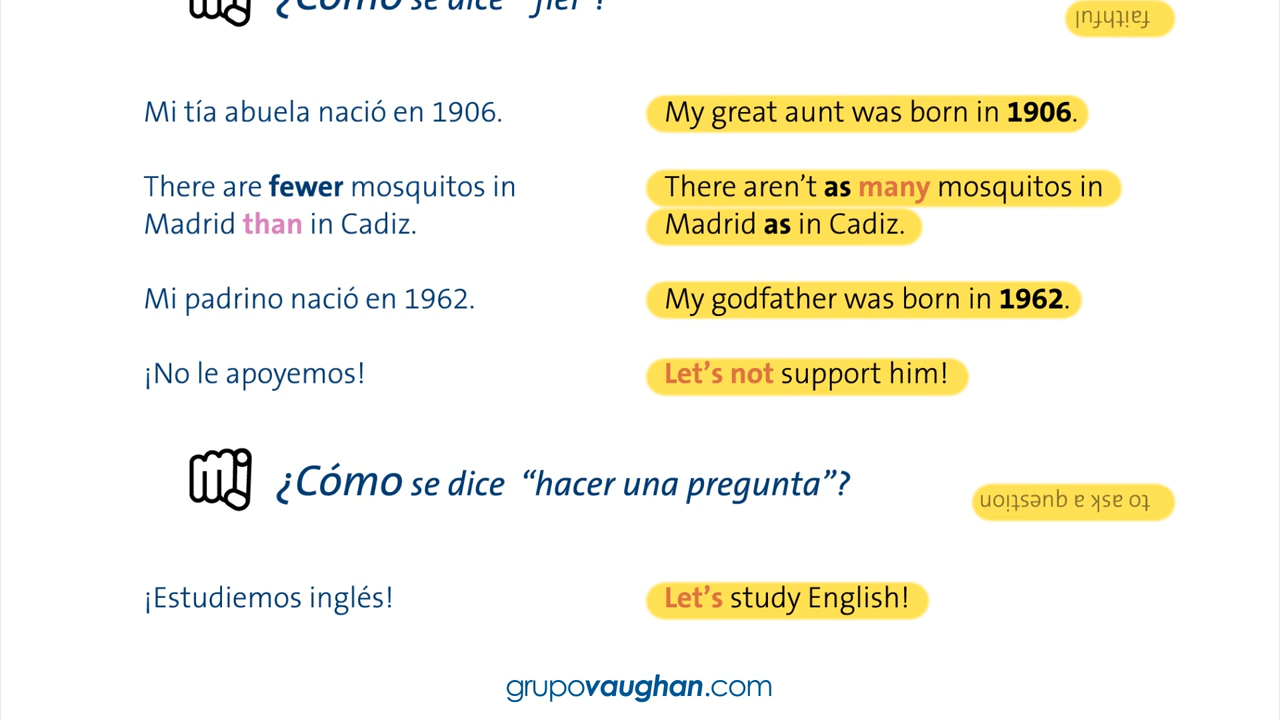 ¿Cómo se dice "fiel"?
faithful
Mi tía abuela nació en 1906.
My great aunt was born in 1906.
There are fewer mosquitos in
Madrid than in Cadiz.
There aren't as many mosquitos in
Madrid as in Cadiz.
Mi padrino nació en 1962.
My godfather was born in 1962.
¡No le apoyemos!
Let's not support him!
¿Cómo se dice "hacer una pregunta"?
to ask a question
¡Estudiemos inglés!
Let's study English!
grupovaughan.com